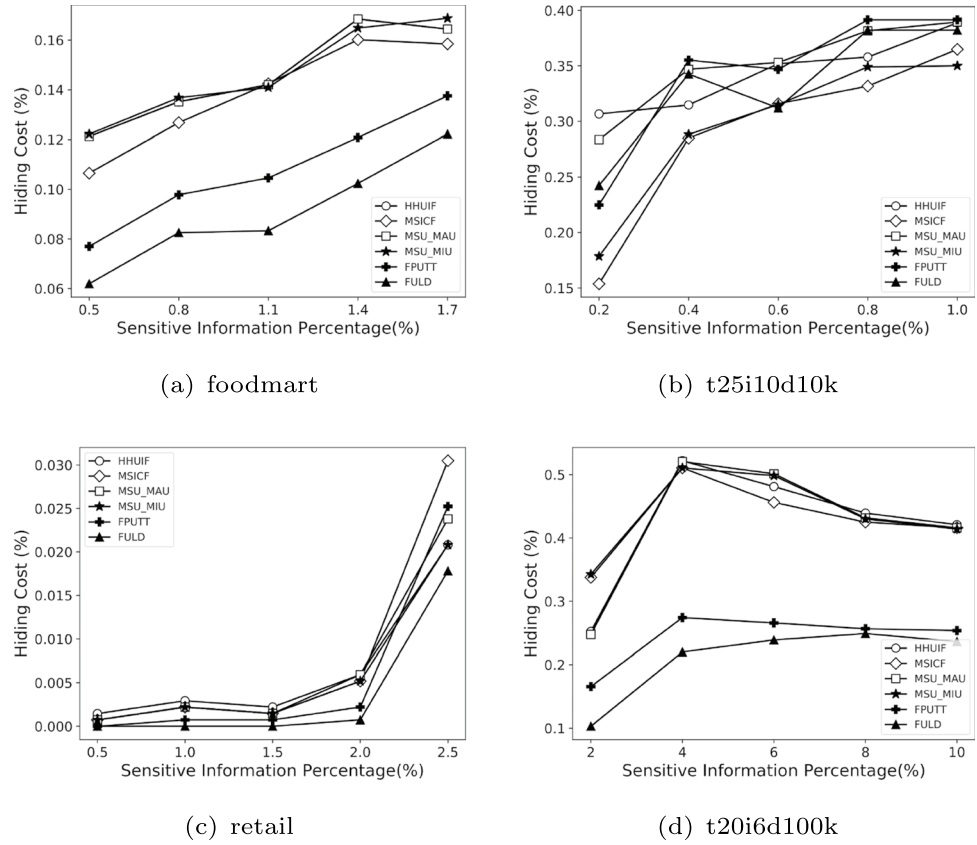 Hiding Cost (%)
0.16
0.14
0.12
0.10
0.08
0.06
HHUIF
MSICF
MSU_MAU
MSU_MIU
FPUTT
FULD
0.5 0.8 1.1 1.4 1.7
Sensitive Information Percentage(%)
(a) foodmart
Hiding Cost (%)
0.40
0.35
0.30
0.25
0.20
0.15
HHUIF
MSICF
MSU_MAU
MSU_MIU
FPUTT
FULD
0.2 0.4 0.6 0.8 1.0
Sensitive Information Percentage(%)
(b) t25i10d10k
Hiding Cost (%)
0.030
0.025
0.020
0.015
0.010
0.005
0.000
HHUIF
MSICF
MSU_MAU
MSU_MIU
FPUTT
FULD
0.5 1.0 1.5 2.0 2.5
Sensitive Information Percentage(%)
(c) retail
Hiding Cost (%)
0.5
0.4
0.3
0.2
0.1
HHUIF
MSICF
MSU_MAU
MSU_MIU
FPUTT
FULD
2 4 6 8 10
Sensitive Information Percentage(%)
(d) t20i6d100k